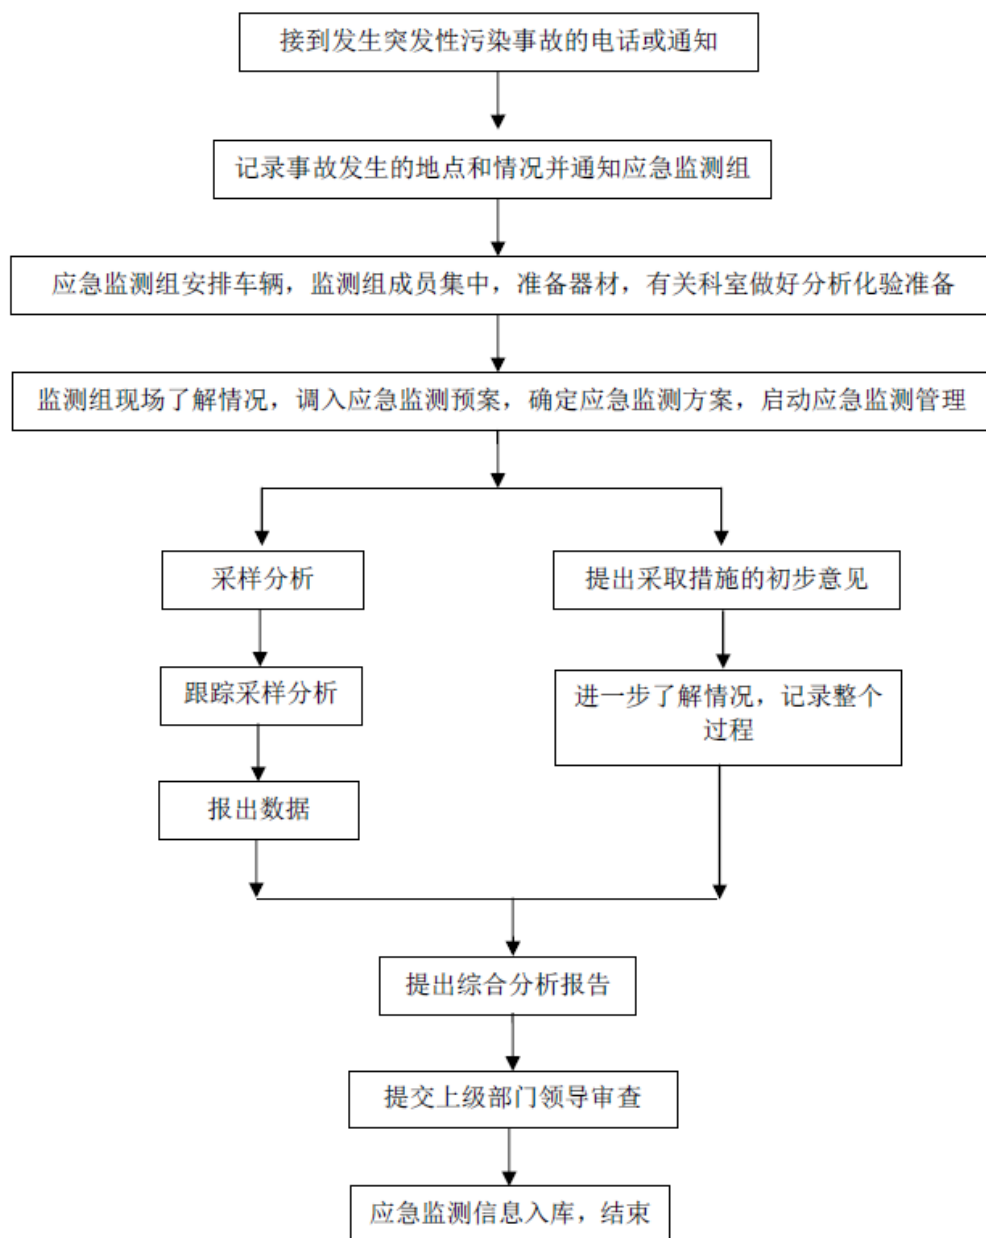 接到发生突发性污染事故的电话或通知
记录事故发生的地点和情况并通知应急监测组
应急监测组安排车辆，监测组成员集中，准备器材，有关科室做好分析化验准备
监测组现场了解情况，调入应急监测预案，确定应急监测方案，启动应急监测管理
采样分析
提出采取措施的初步意见
跟踪采样分析
进一步了解情况，记录整个
过程
报出数据
提出综合分析报告
提交上级部门领导审查
应急监测信息入库，结束